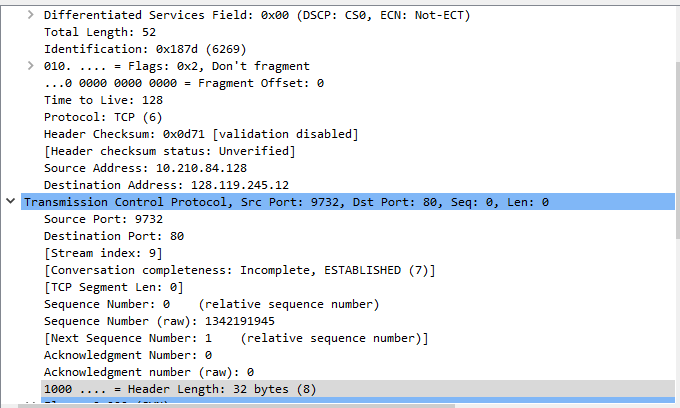 Differentiated Services Field: 0x00 (DSCP: CS0, ECN: Not-ECT)
Total Length: 52
Identification: 0x187d (6269)
010. .... = Flags: 0x2, Don't fragment
...0 0000 0000 0000 = Fragment Offset: 0
Time to Live: 128
Protocol: TCP (6)
Header Checksum: 0x0d71 [validation disabled]
[Header checksum status: Unverified]
Source Address: 10.210.84.128
Destination Address: 128.119.245.12
Transmission Control Protocol, Src Port: 9732, Dst Port: 80, Seq: 0, Len: 0
Source Port: 9732
Destination Port: 80
[Stream index: 9]
[Conversation completeness: Incomplete, ESTABLISHED (7)]
[TCP Segment Len: 0]
Sequence Number: 0    (relative sequence number)
Sequence Number (raw): 1342191945
[Next Sequence Number: 1    (relative sequence number)]
Acknowledgment Number: 0
Acknowledgment number (raw): 0
1000 .... = Header Length: 32 bytes (8)